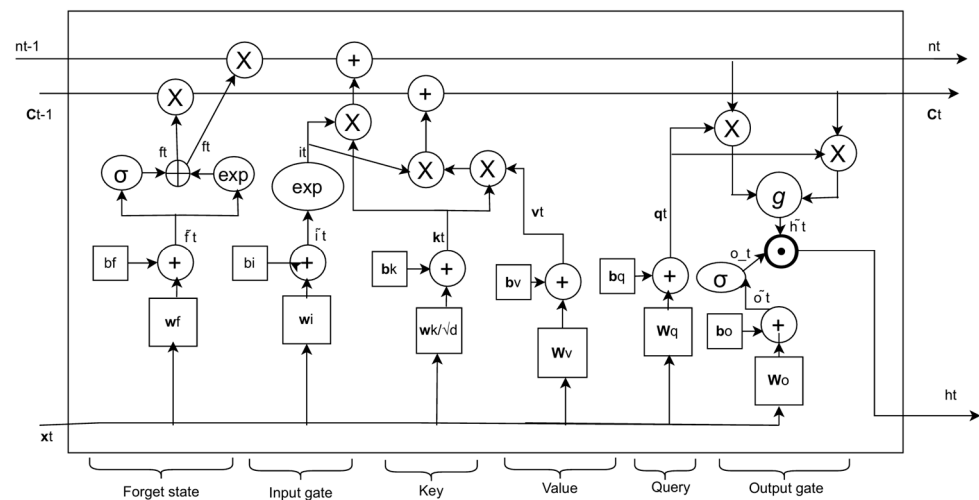 nt-1
nt
X
+
Ct-1
Ct
X
+
X
X
ft
ft
it
X
X
X
σ
exp
exp
vt
qt
g
f̃t
ĩt
kt
h̃t
o_t
bf
+
bi
+
bk
+
bv
+
bq
+
σ
õt
bo
+
wf
wi
wk/√d
Wv
Wq
Wo
ht
xt
Forget state
Input gate
Key
Value
Query
Output gate